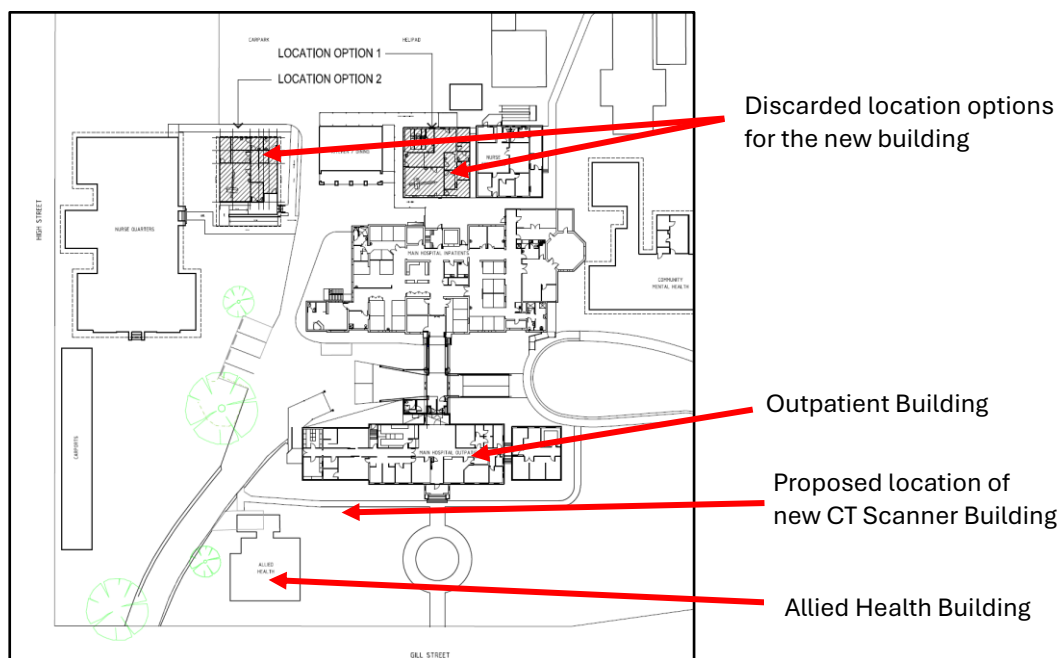 CARPARK
HELIPAD
LOCATION OPTION 1
LOCATION OPTION 2
Discarded location options
for the new building
NURSE
HIGH STREET
NURSE QUARTERS
MAIN HOSPITAL INPATIENTS
COMMUNITY
MENTAL HEALTH
Outpatient Building
CARPORTS
MAIN HOSPITAL
Proposed location of
new CT Scanner Building
ALLIED
HEALTH
Allied Health Building
GILL STREET